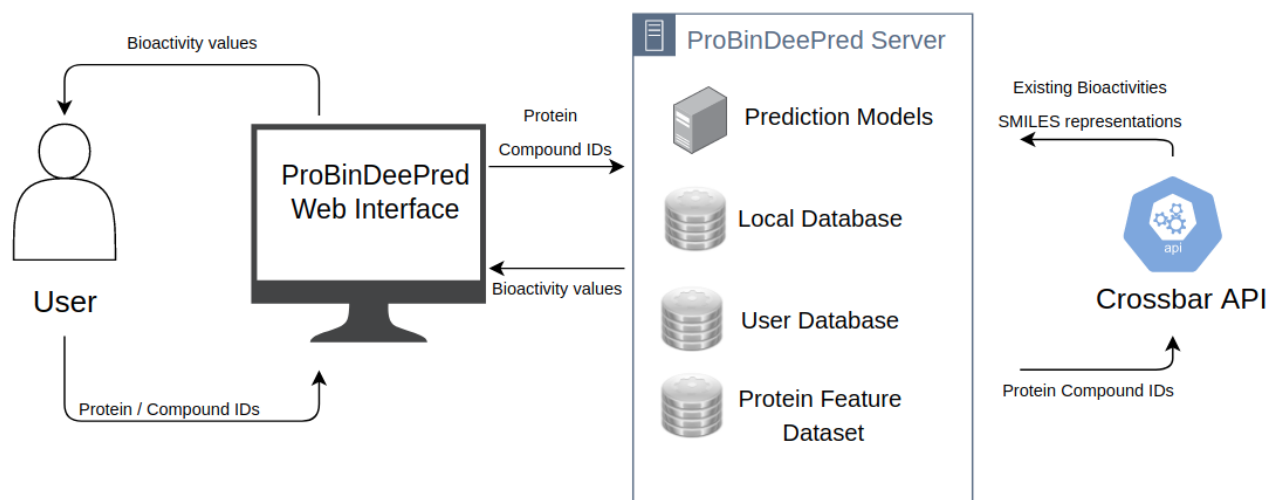 Bioactivity values
ProBinDeePred Server
Existing Bioactivities
SMILES representations
Protein
Compound IDs
Prediction Models
ProBinDeePred
Web Interface
Local Database
api
Bioactivity values
User
Crossbar API
User Database
Protein / Compound IDs
Protein Compound IDs
Protein Feature
Dataset